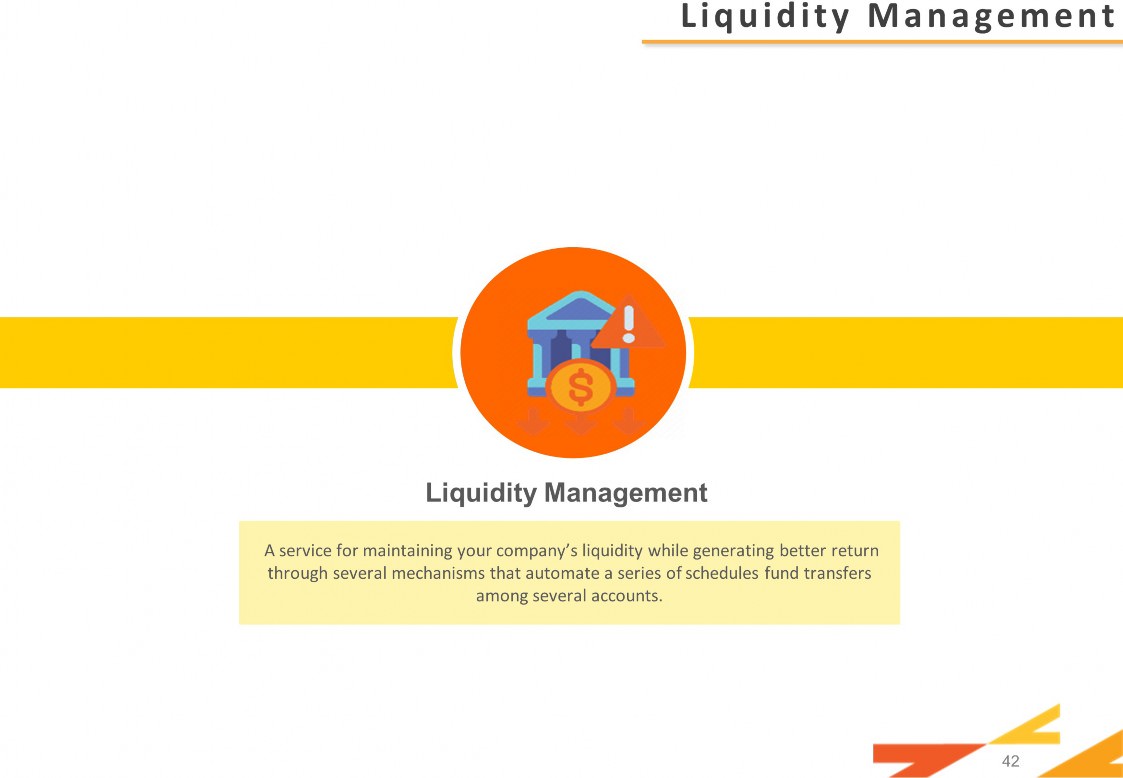 Liquidity Management
$
Liquidity Management
A service for maintaining your company’s liquidity while generating better return
through several mechanisms that automate a series of schedules fund transfers
among several accounts.
42